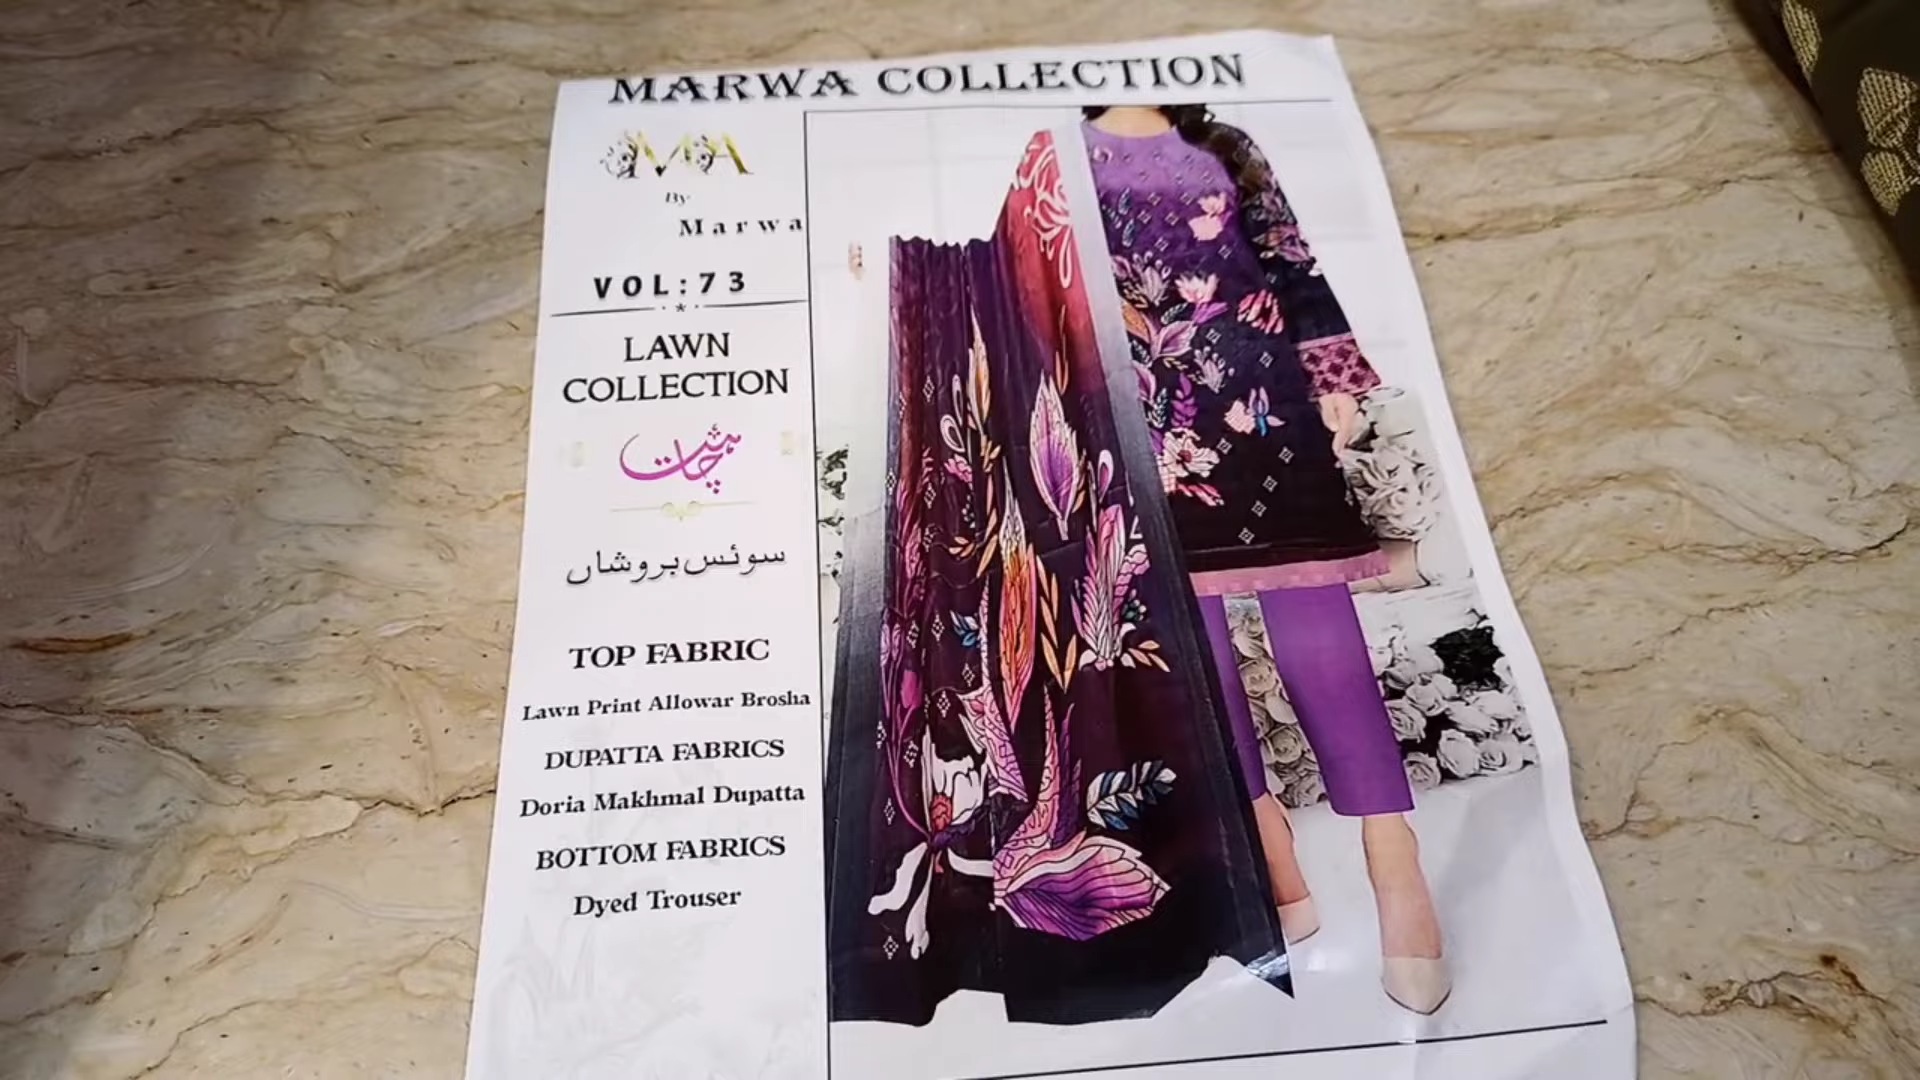 MARWA COLLECTION
MA
By
Marwa
VOL:73
LAWN
COLLECTION
چاہت
سوئس بروشاں
TOP FABRIC
Lawn Print Allowar Brosha
DUPATTA FABRICS
Doria Makhmal Dupatta
BOTTOM FABRICS
Dyed Trouser